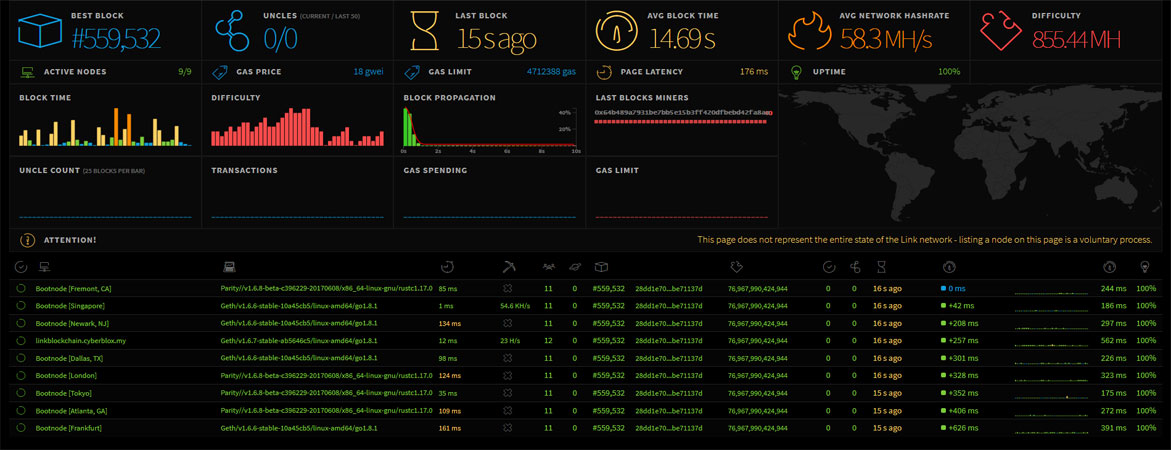 BEST BLOCK
#559,532
UNCLES (CURRENT / LAST 50)
0/0
LAST BLOCK
15 s ago
AVG BLOCK TIME
14.69 s
AVG NETWORK HASHRATE
58.3 MH/s
DIFFICULTY
855.44 MH
ACTIVE NODES 9/9
GAS PRICE 18 gwei
GAS LIMIT 4712388 gas
PAGE LATENCY 176 ms
UPTIME 100%
BLOCK TIME
DIFFICULTY
BLOCK PROPAGATION
40%
20%
0s 2s 4s 6s 8s 10s
LAST BLOCKS MINERS
UNCLE COUNT (25 BLOCKS PER BAR)
TRANSACTIONS
GAS SPENDING
GAS LIMIT
ATTENTION! This page does not represent the entire state of the Link network - listing a node on this page is a voluntary process.
Bootnode [Fremont, CA] Parity//v1.6.8-beta-c396229-20170608/x86_64-linux-gnu/rustc1.17.0 85 ms 11 0 #559,532 28dd1e70...be71137d 76,967,990,424,944 0 0 16 s ago 0 ms 244 ms 100%
Bootnode [Singapore] Geth/v1.6.6-stable-10a45cb5/linux-amd64/go1.8.1 1 ms 54.6 KH/s 11 0 #559,532 28dd1e70...be71137d 76,967,990,424,944 0 0 16 s ago +42 ms 186 ms 100%
Bootnode [Newark, NJ] Geth/v1.6.6-stable-10a45cb5/linux-amd64/go1.8.1 134 ms 11 0 #559,532 28dd1e70...be71137d 76,967,990,424,944 0 0 16 s ago +208 ms 297 ms 100%
linkblockchain.cyberblox.my Geth/v1.6.7-stable-ab5646c5/linux-amd64/go1.8.1 12 ms 23 H/s 12 0 #559,532 28dd1e70...be71137d 76,967,990,424,944 0 0 16 s ago +257 ms 562 ms 100%
Bootnode [Dallas, TX] Geth/v1.6.6-stable-10a45cb5/linux-amd64/go1.8.1 98 ms 11 0 #559,532 28dd1e70...be71137d 76,967,990,424,944 0 0 16 s ago +301 ms 226 ms 100%
Bootnode [London] Parity//v1.6.8-beta-c396229-20170608/x86_64-linux-gnu/rustc1.17.0 124 ms 11 0 #559,532 28dd1e70...be71137d 76,967,990,424,944 0 0 16 s ago +328 ms 323 ms 100%
Bootnode [Tokyo] Parity//v1.6.8-beta-c396229-20170608/x86_64-linux-gnu/rustc1.17.0 35 ms 11 0 #559,532 28dd1e70...be71137d 76,967,990,424,944 0 0 15 s ago +352 ms 175 ms 100%
Bootnode [Atlanta, GA] Parity//v1.6.8-beta-c396229-20170608/x86_64-linux-gnu/rustc1.17.0 109 ms 11 0 #559,532 28dd1e70...be71137d 76,967,990,424,944 0 0 15 s ago +406 ms 272 ms 100%
Bootnode [Frankfurt] Geth/v1.6.6-stable-10a45cb5/linux-amd64/go1.8.1 161 ms 11 0 #559,532 28dd1e70...be71137d 76,967,990,424,944 0 0 15 s ago +626 ms 391 ms 100%